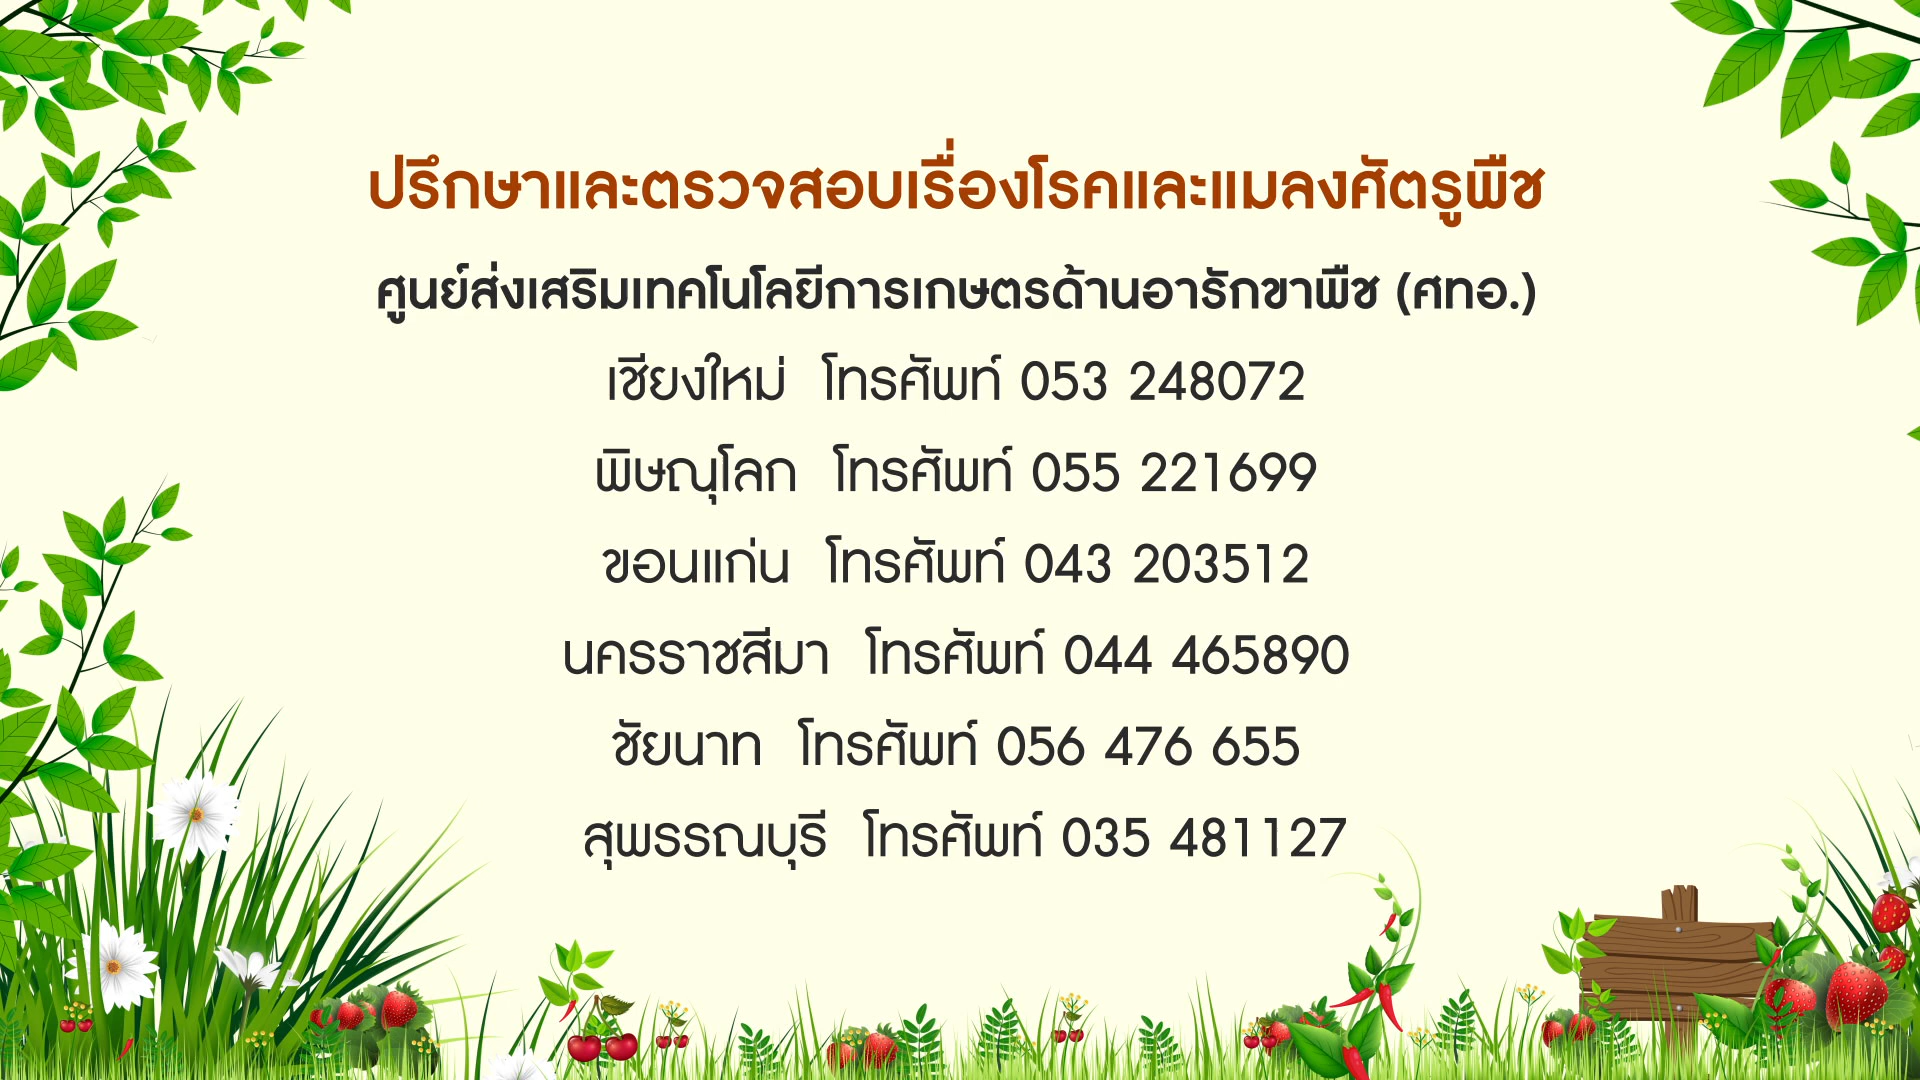 ปรึกษาและตรวจสอบเรื่องโรคและแมลงศัตรูพืช
ศูนย์ส่งเสริมเทคโนโลยีการเกษตรด้านอารักขาพืช (ศทอ.)
เชียงใหม่ โทรศัพท์ 053 248072
พิษณุโลก โทรศัพท์ 055 221699
ขอนแก่น โทรศัพท์ 043 203512
นครราชสีมา โทรศัพท์ 044 465890
ชัยนาท โทรศัพท์ 056 476 655
สุพรรณบุรี โทรศัพท์ 035 481127